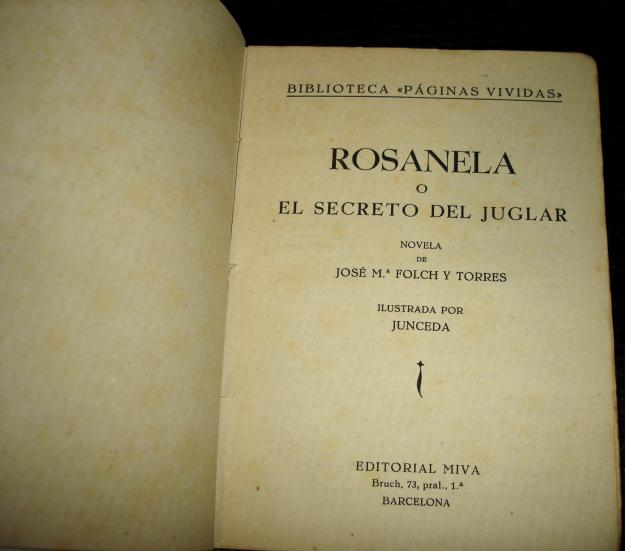 BIBLIOTECA «PÁGINAS VIVIDAS»
ROSANELA
O
EL SECRETO DEL JUGLAR
NOVELA
DE
JOSÉ M.ª FOLCH Y TORRES
ILUSTRADA POR
JUNCEDA
EDITORIAL MIVA
Bruch, 73, pral., 1.ª
BARCELONA